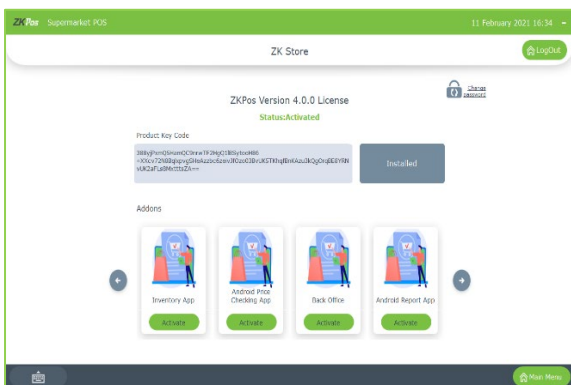 ZKPos Supermarket POS
11 February 2021 16:34
ZK Store
LogOut
Change
password
ZKPos Version 4.0.0 License
Status:Activated
Product Key Code
Installed
Addons
Inventory App
Android Price
Checking App
Back Office
Android Report App
Activate
Activate
Activate
Activate
Main Menu